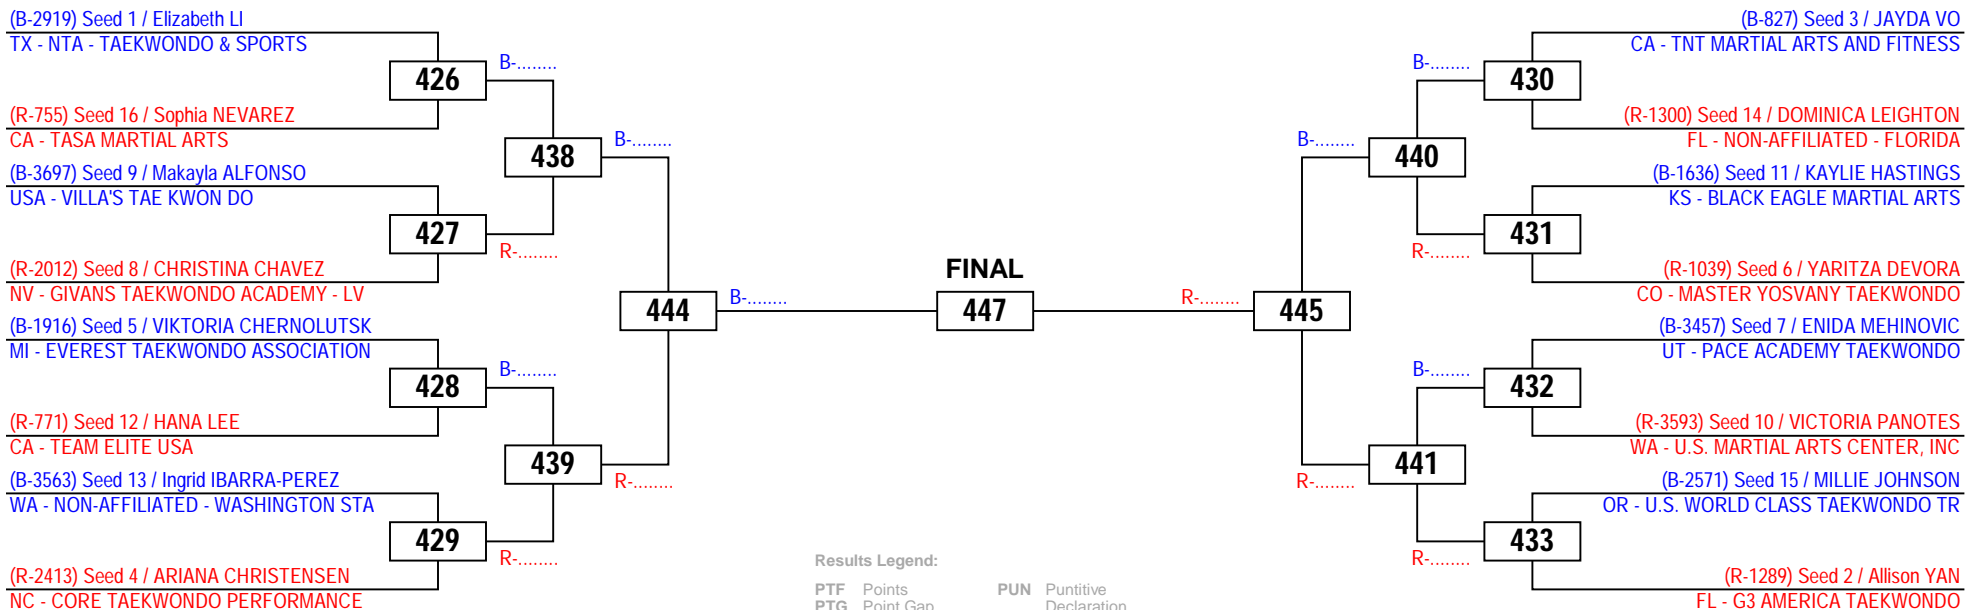 (B-2919) Seed 1 / Elizabeth LI
TX - NTA - TAEKWONDO & SPORTS
426
B-........
(R-755) Seed 16 / Sophia NEVAREZ
CA - TASA MARTIAL ARTS
438
B-........
(B-3697) Seed 9 / Makayla ALFONSO
USA - VILLA'S TAE KWON DO
427
R-........
(R-2012) Seed 8 / CHRISTINA CHAVEZ
NV - GIVANS TAEKWONDO ACADEMY - LV
444
B-........
(B-1916) Seed 5 / VIKTORIA CHERNOLUTSK
MI - EVEREST TAEKWONDO ASSOCIATION
428
B-........
(R-771) Seed 12 / HANA LEE
CA - TEAM ELITE USA
439
R-........
(B-3563) Seed 13 / Ingrid IBARRA-PEREZ
WA - NON-AFFILIATED - WASHINGTON STA
429
R-........
(R-2413) Seed 4 / ARIANA CHRISTENSEN
NC - CORE TAEKWONDO PERFORMANCE
FINAL
447
(B-827) Seed 3 / JAYDA VO
CA - TNT MARTIAL ARTS AND FITNESS
B-........
430
(R-1300) Seed 14 / DOMINICA LEIGHTON
FL - NON-AFFILIATED - FLORIDA
B-........
440
(B-1636) Seed 11 / KAYLIE HASTINGS
KS - BLACK EAGLE MARTIAL ARTS
R-........
431
(R-1039) Seed 6 / YARITZA DEVORA
CO - MASTER YOSVANY TAEKWONDO
R-........
445
(B-3457) Seed 7 / ENIDA MEHINOVIC
UT - PACE ACADEMY TAEKWONDO
B-........
432
(R-3593) Seed 10 / VICTORIA PANOTES
WA - U.S. MARTIAL ARTS CENTER, INC
R-........
441
(B-2571) Seed 15 / MILLIE JOHNSON
OR - U.S. WORLD CLASS TAEKWONDO TR
R-........
433
(R-1289) Seed 2 / Allison YAN
FL - G3 AMERICA TAEKWONDO
Results Legend:
PTF Points PUN Puntitive
PTG Point Gap Declaration